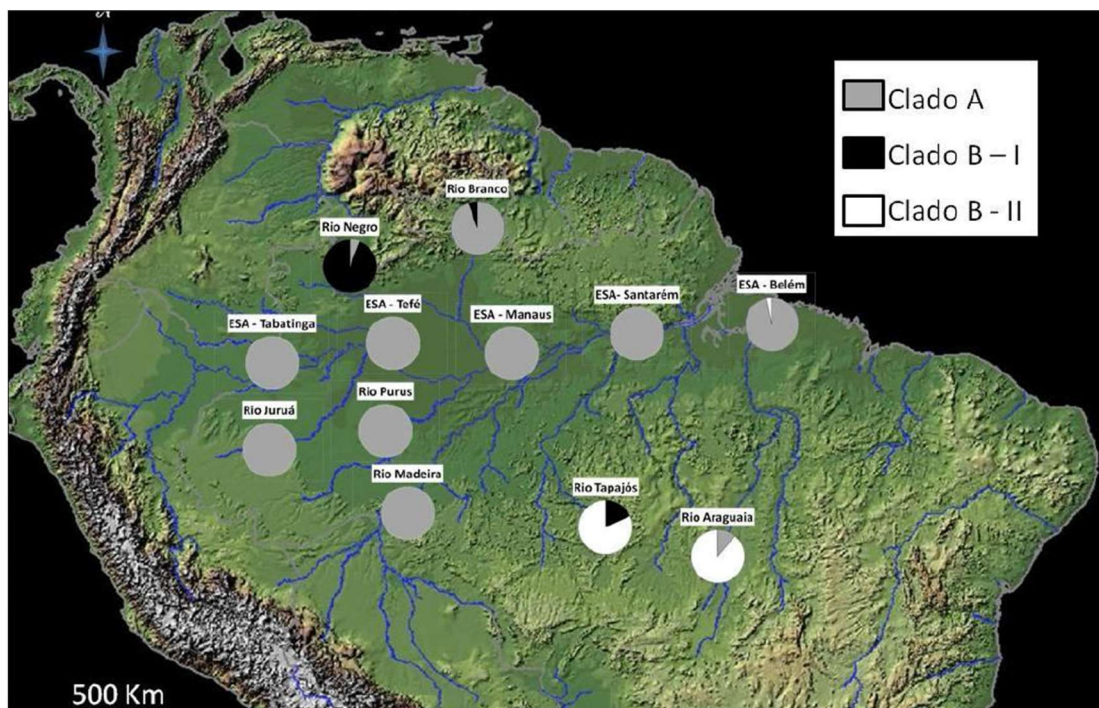 Clado A
Clado B – I
Clado B - II
Rio Branco
Rio Negro
ESA - Belém
ESA- Santarém
ESA - Tefé
ESA - Manaus
ESA - Tabatinga
Rio Purus
Rio Juruá
Rio Madeira
Rio Tapajós
Rio Araguaia
500 Km